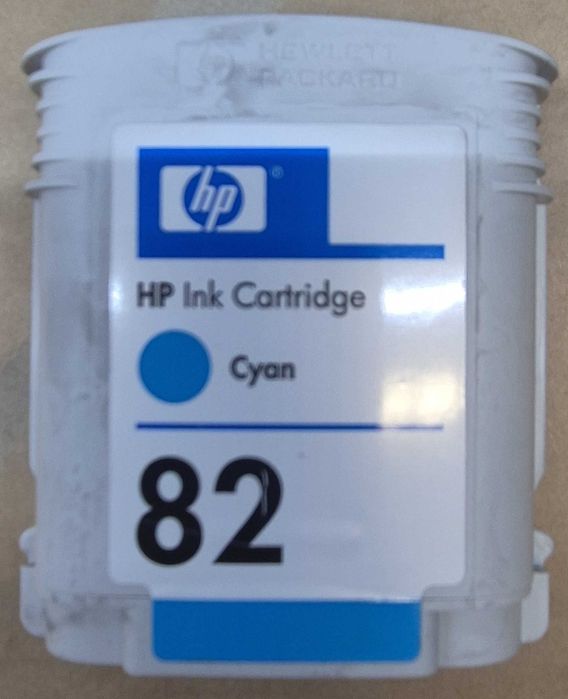 HEWLETT
PACKARD
hp®
HP Ink Cartridge
Cyan
82